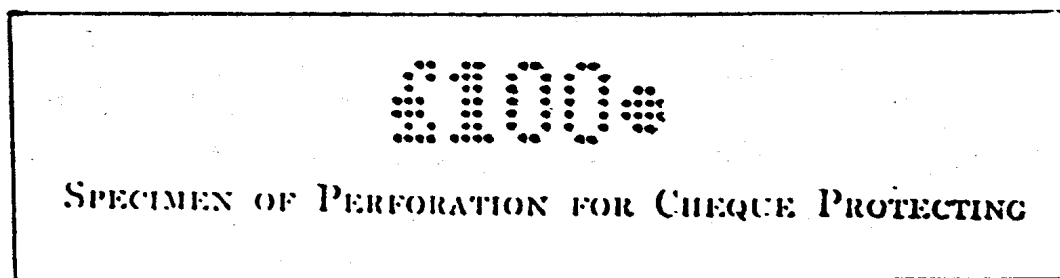 £100
SPECIMEN OF PERFORATION FOR CHEQUE PROTECTING